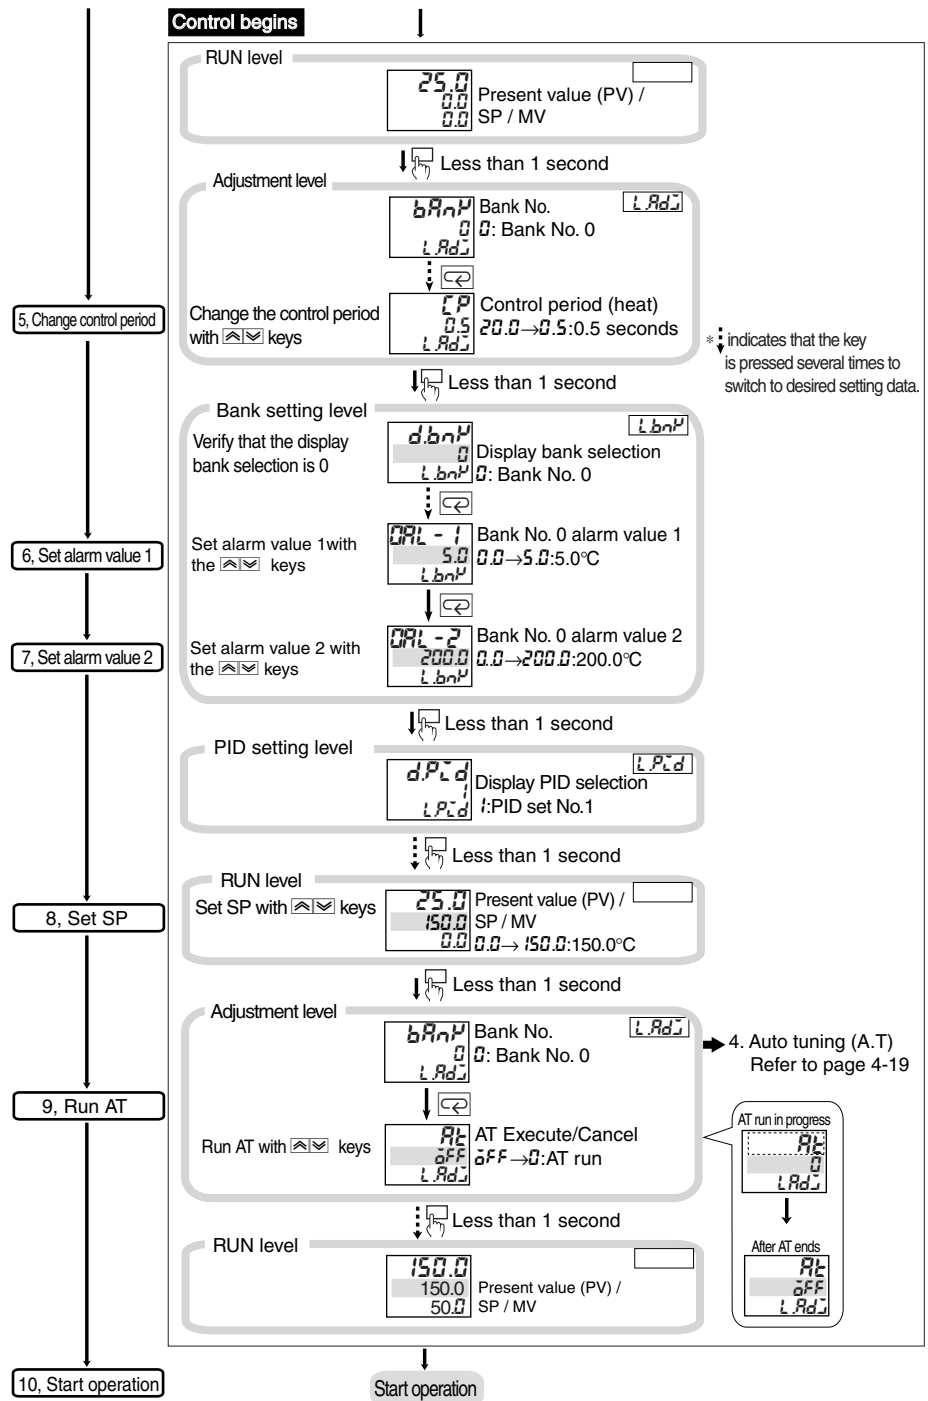 Control begins
RUN level
25.0
0.0
0.0
Present value (PV) /
SP / MV
Less than 1 second
Adjustment level
L.AdJ
bAnK
0
L.AdJ
Bank No.
0: Bank No. 0
5, Change control period
Change the control period
with keys
CP
0.5
L.AdJ
Control period (heat)
20.0→0.5:0.5 seconds
* indicates that the key
is pressed several times to
switch to desired setting data.
Less than 1 second
Bank setting level
L.bnK
Verify that the display
bank selection is 0
d.bnK
0
L.bnK
Display bank selection
0: Bank No. 0
6, Set alarm value 1
Set alarm value 1with
the keys
0AL-1
5.0
L.bnK
Bank No. 0 alarm value 1
0.0→5.0:5.0°C
7, Set alarm value 2
Set alarm value 2 with
the keys
0AL-2
200.0
L.bnK
Bank No. 0 alarm value 2
0.0→200.0:200.0°C
Less than 1 second
PID setting level
L.Pid
d.Pid
1
L.Pid
Display PID selection
1:PID set No.1
Less than 1 second
RUN level
8, Set SP
Set SP with keys
25.0
150.0
0.0
Present value (PV) /
SP / MV
0.0→150.0:150.0°C
Less than 1 second
Adjustment level
L.AdJ
bAnK
0
L.AdJ
Bank No.
0: Bank No. 0
4. Auto tuning (A.T)
Refer to page 4-19
9, Run AT
Run AT with keys
At
oFF
L.AdJ
AT Execute/Cancel
oFF→0:AT run
AT run in progress
At
0
L.AdJ
After AT ends
At
oFF
L.AdJ
Less than 1 second
RUN level
150.0
150.0
50.0
Present value (PV) /
SP / MV
10, Start operation
Start operation